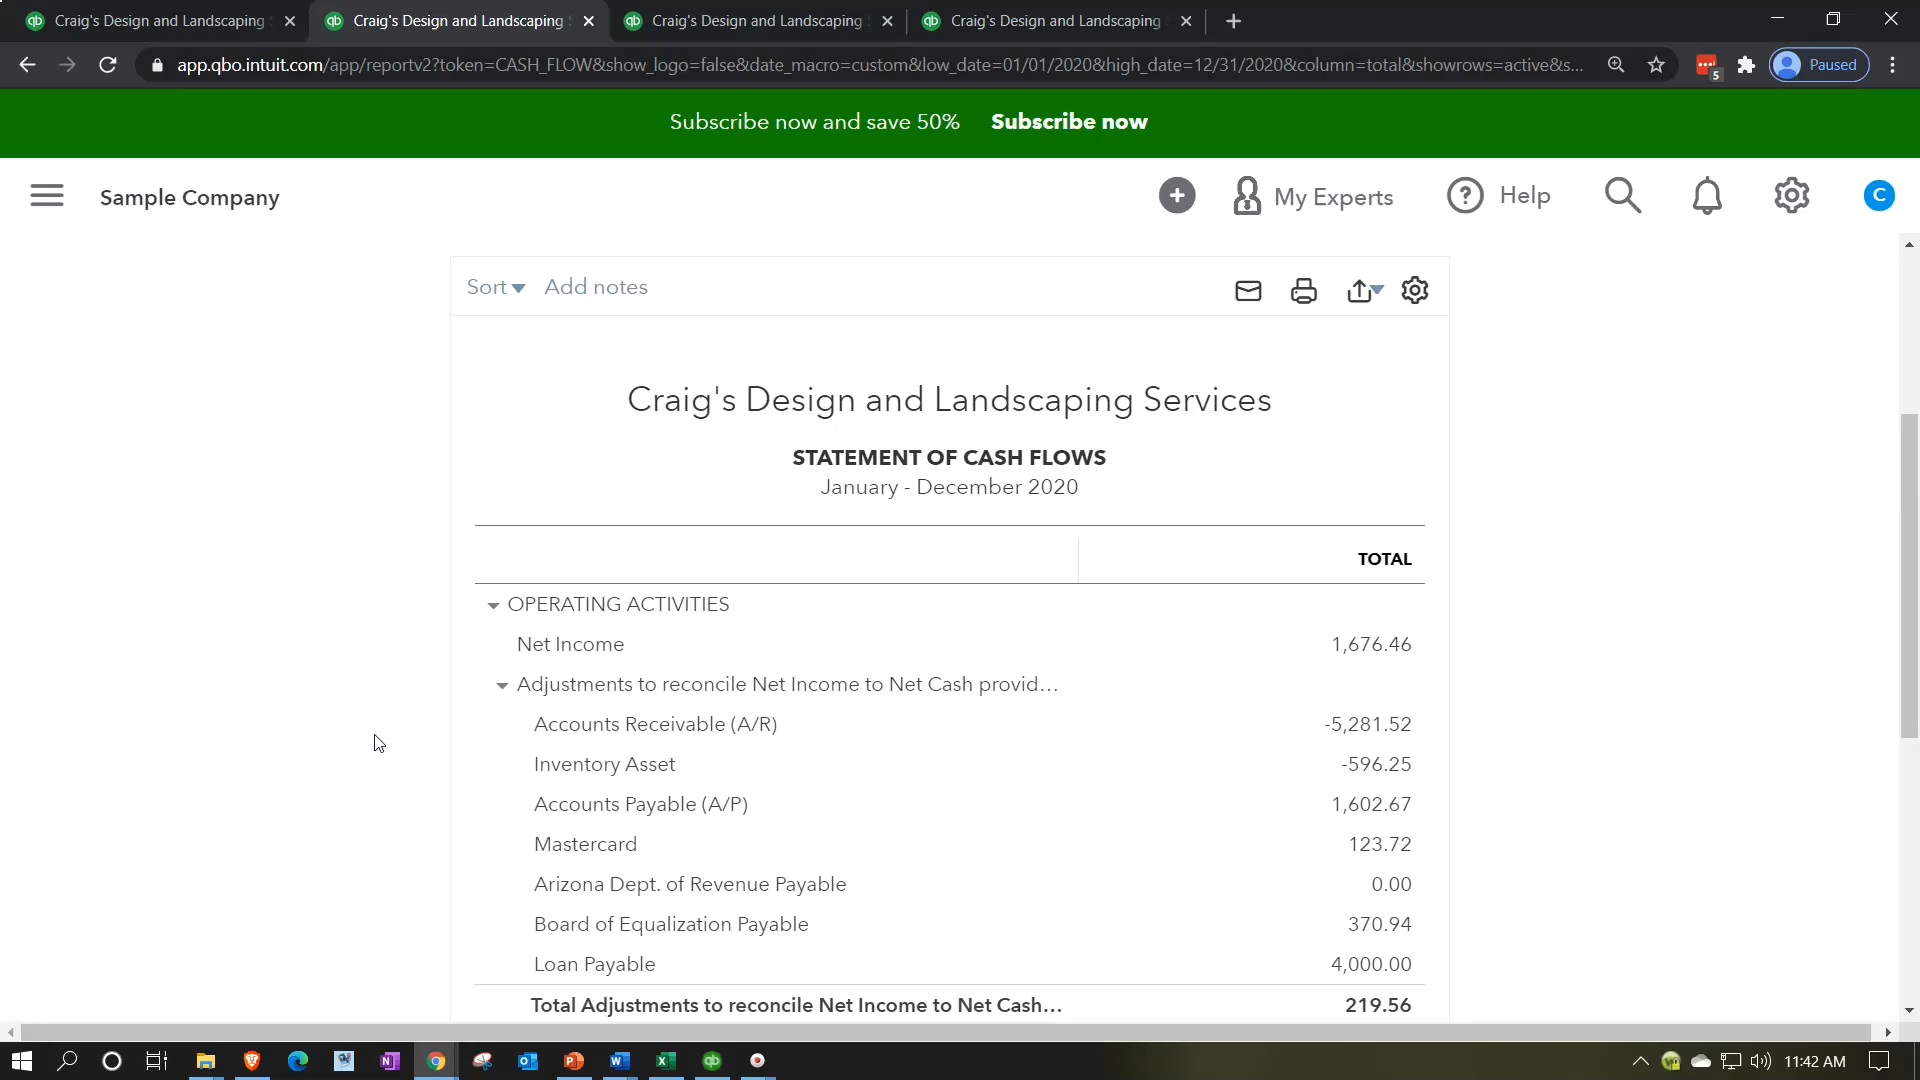 Craig's Design and Landscaping
Craig's Design and Landscaping
Craig's Design and Landscaping
Craig's Design and Landscaping
app.qbo.intuit.com/app/reportv2?token=CASH_FLOW&show_logo=false&date_macro=custom&low_date=01/01/2020&high_date=12/31/2020&column=total&showrows=active&s...
5
Paused
Subscribe now and save 50% Subscribe now
Sample Company
My Experts
Help
C
Sort Add notes
Craig's Design and Landscaping Services
STATEMENT OF CASH FLOWS
January - December 2020
TOTAL
OPERATING ACTIVITIES
Net Income 1,676.46
Adjustments to reconcile Net Income to Net Cash provid...
Accounts Receivable (A/R) -5,281.52
Inventory Asset -596.25
Accounts Payable (A/P) 1,602.67
Mastercard 123.72
Arizona Dept. of Revenue Payable 0.00
Board of Equalization Payable 370.94
Loan Payable 4,000.00
Total Adjustments to reconcile Net Income to Net Cash... 219.56
11:42 AM